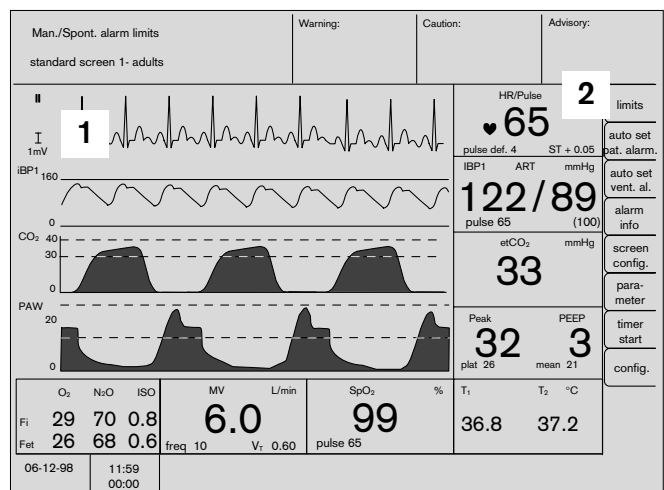 Man./Spont. alarm limits
standard screen 1- adults
Warning:
Caution:
Advisory:
II
1
1mV
HR/Pulse
65
pulse def. 4 ST + 0.05
2
limits
auto set
pat. alarm.
auto set
vent. al.
alarm
info
screen
config.
para-
meter
timer
start
config.
iBP1 160
0
IBP1 ART mmHg
122/89
pulse 65 (100)
CO₂ 40
30
0
etCO₂ mmHg
33
PAW
20
0
Peak PEEP
32 3
plat 26 mean 21
O₂ N₂O ISO
Fi 29 70 0.8
Fet 26 68 0.6
MV L/min
6.0
freq 10 VT 0.60
SpO₂ %
99
pulse 65
T₁ T₂ °C
36.8 37.2
06-12-98
11:59
00:00